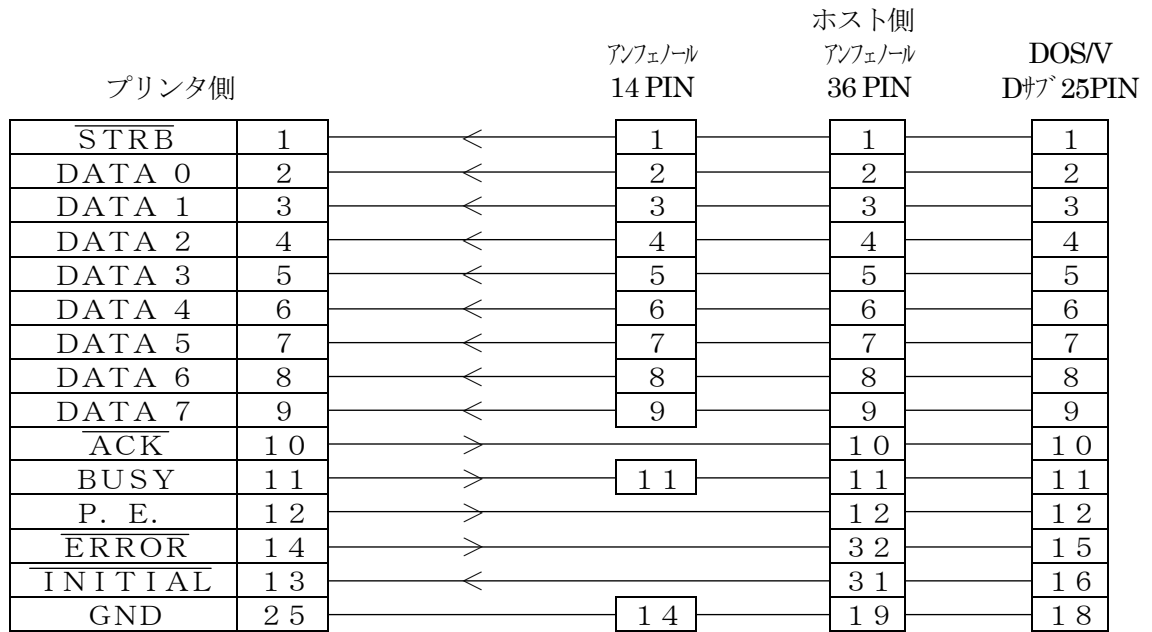 ホスト側
ｱﾝﾌｪﾉｰﾙ ｱﾝﾌｪﾉｰﾙ DOS/V
プリンタ側 14 PIN 36 PIN Dｻﾌﾞ 25PIN
STRB 1 1 1 1
DATA 0 2 2 2 2
DATA 1 3 3 3 3
DATA 2 4 4 4 4
DATA 3 5 5 5 5
DATA 4 6 6 6 6
DATA 5 7 7 7 7
DATA 6 8 8 8 8
DATA 7 9 9 9 9
ACK 10 10 10
BUSY 11 11 11 11
P. E. 12 12 12
ERROR 14 32 15
INITIAL 13 31 16
GND 25 14 19 18